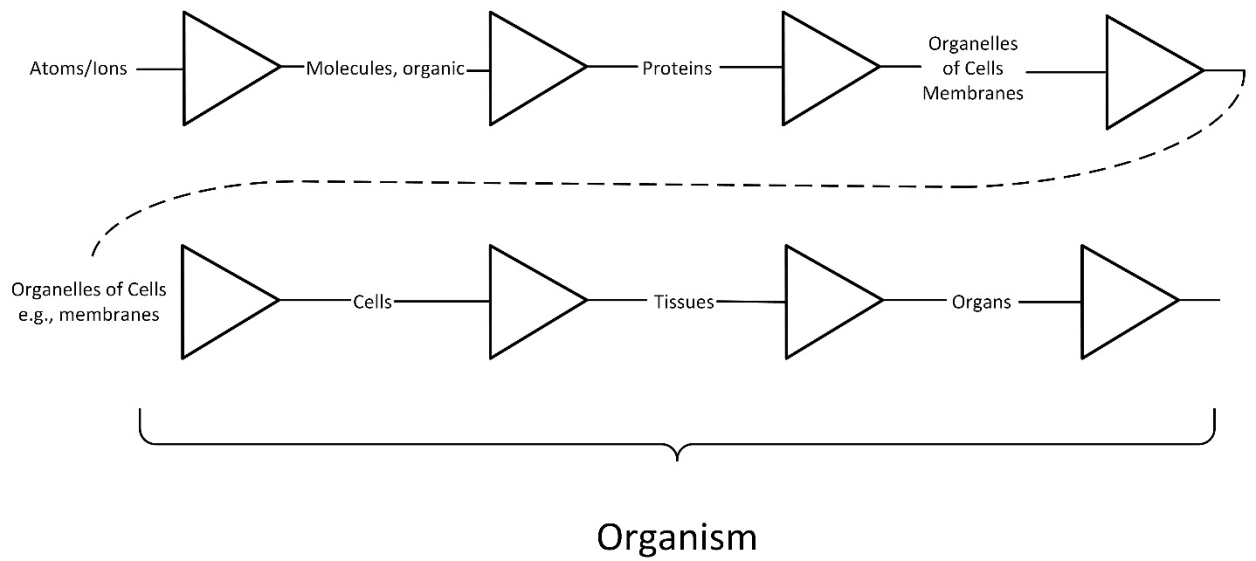 Atoms/Ions
Molecules, organic
Proteins
Organelles
of Cells
Membranes
Organelles of Cells
e.g., membranes
Cells
Tissues
Organs
Organism